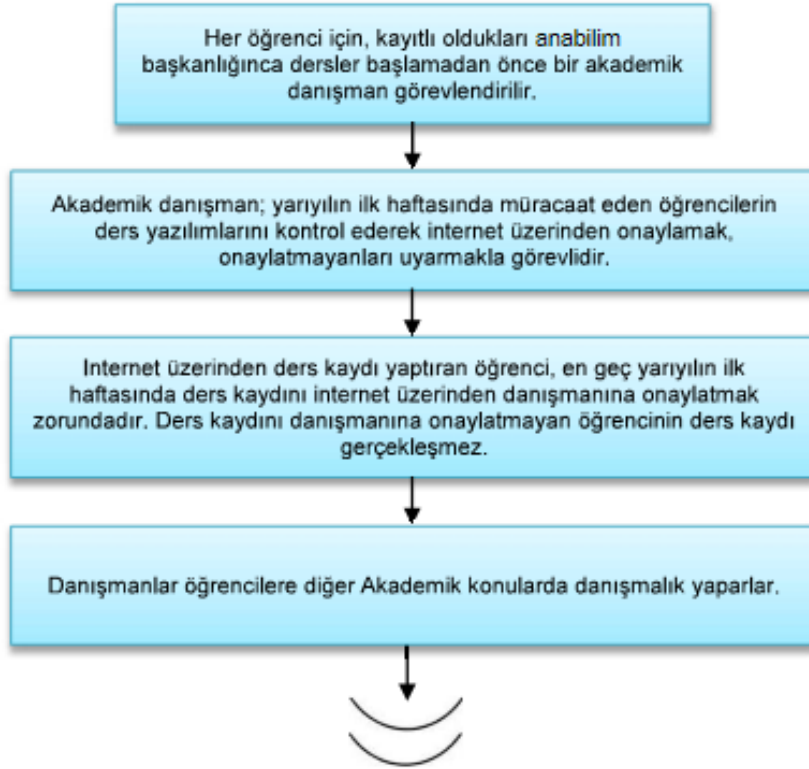 Her öğrenci için, kayıtlı oldukları anabilim
başkanlığınca dersler başlamadan önce bir akademik
danışman görevlendirilir.
Akademik danışman; yarıyılın ilk haftasında müracaat eden öğrencilerin
ders yazılımlarını kontrol ederek internet üzerinden onaylamak,
onaylatmayanları uyarmakla görevlidir.
Internet üzerinden ders kaydı yaptıran öğrenci, en geç yarıyılın ilk
haftasında ders kaydını internet üzerinden danışmanına onaylatmak
zorundadır. Ders kaydını danışmanına onaylatmayan öğrencinin ders kaydı
gerçekleşmez.
Danışmanlar öğrencilere diğer Akademik konularda danışmalık yaparlar.